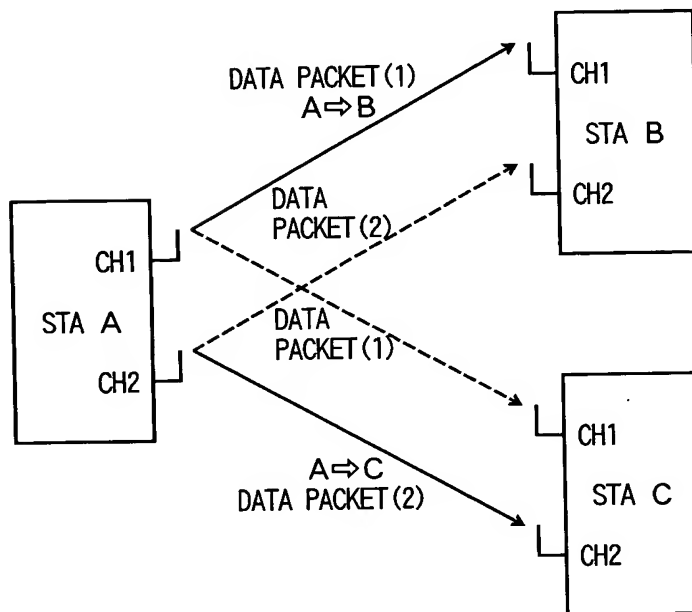 DATA PACKET(1)
A⇒B
CH1
STA B
CH2
DATA
PACKET(2)
CH1
STA A
CH2
DATA
PACKET(1)
A⇒C
DATA PACKET(2)
CH1
STA C
CH2